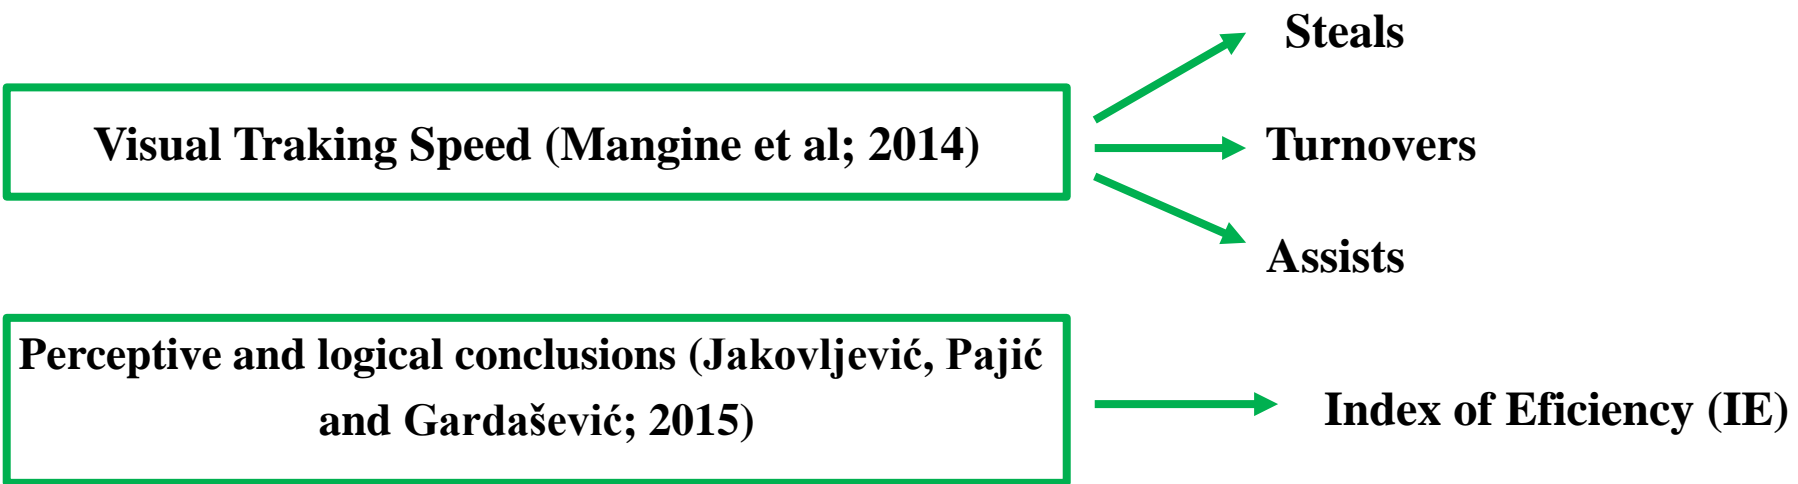 Steals
Visual Traking Speed (Mangine et al; 2014)
Turnovers
Assists
Perceptive and logical conclusions (Jakovljević, Pajić
and Gardašević; 2015)
Index of Eficiency (IE)